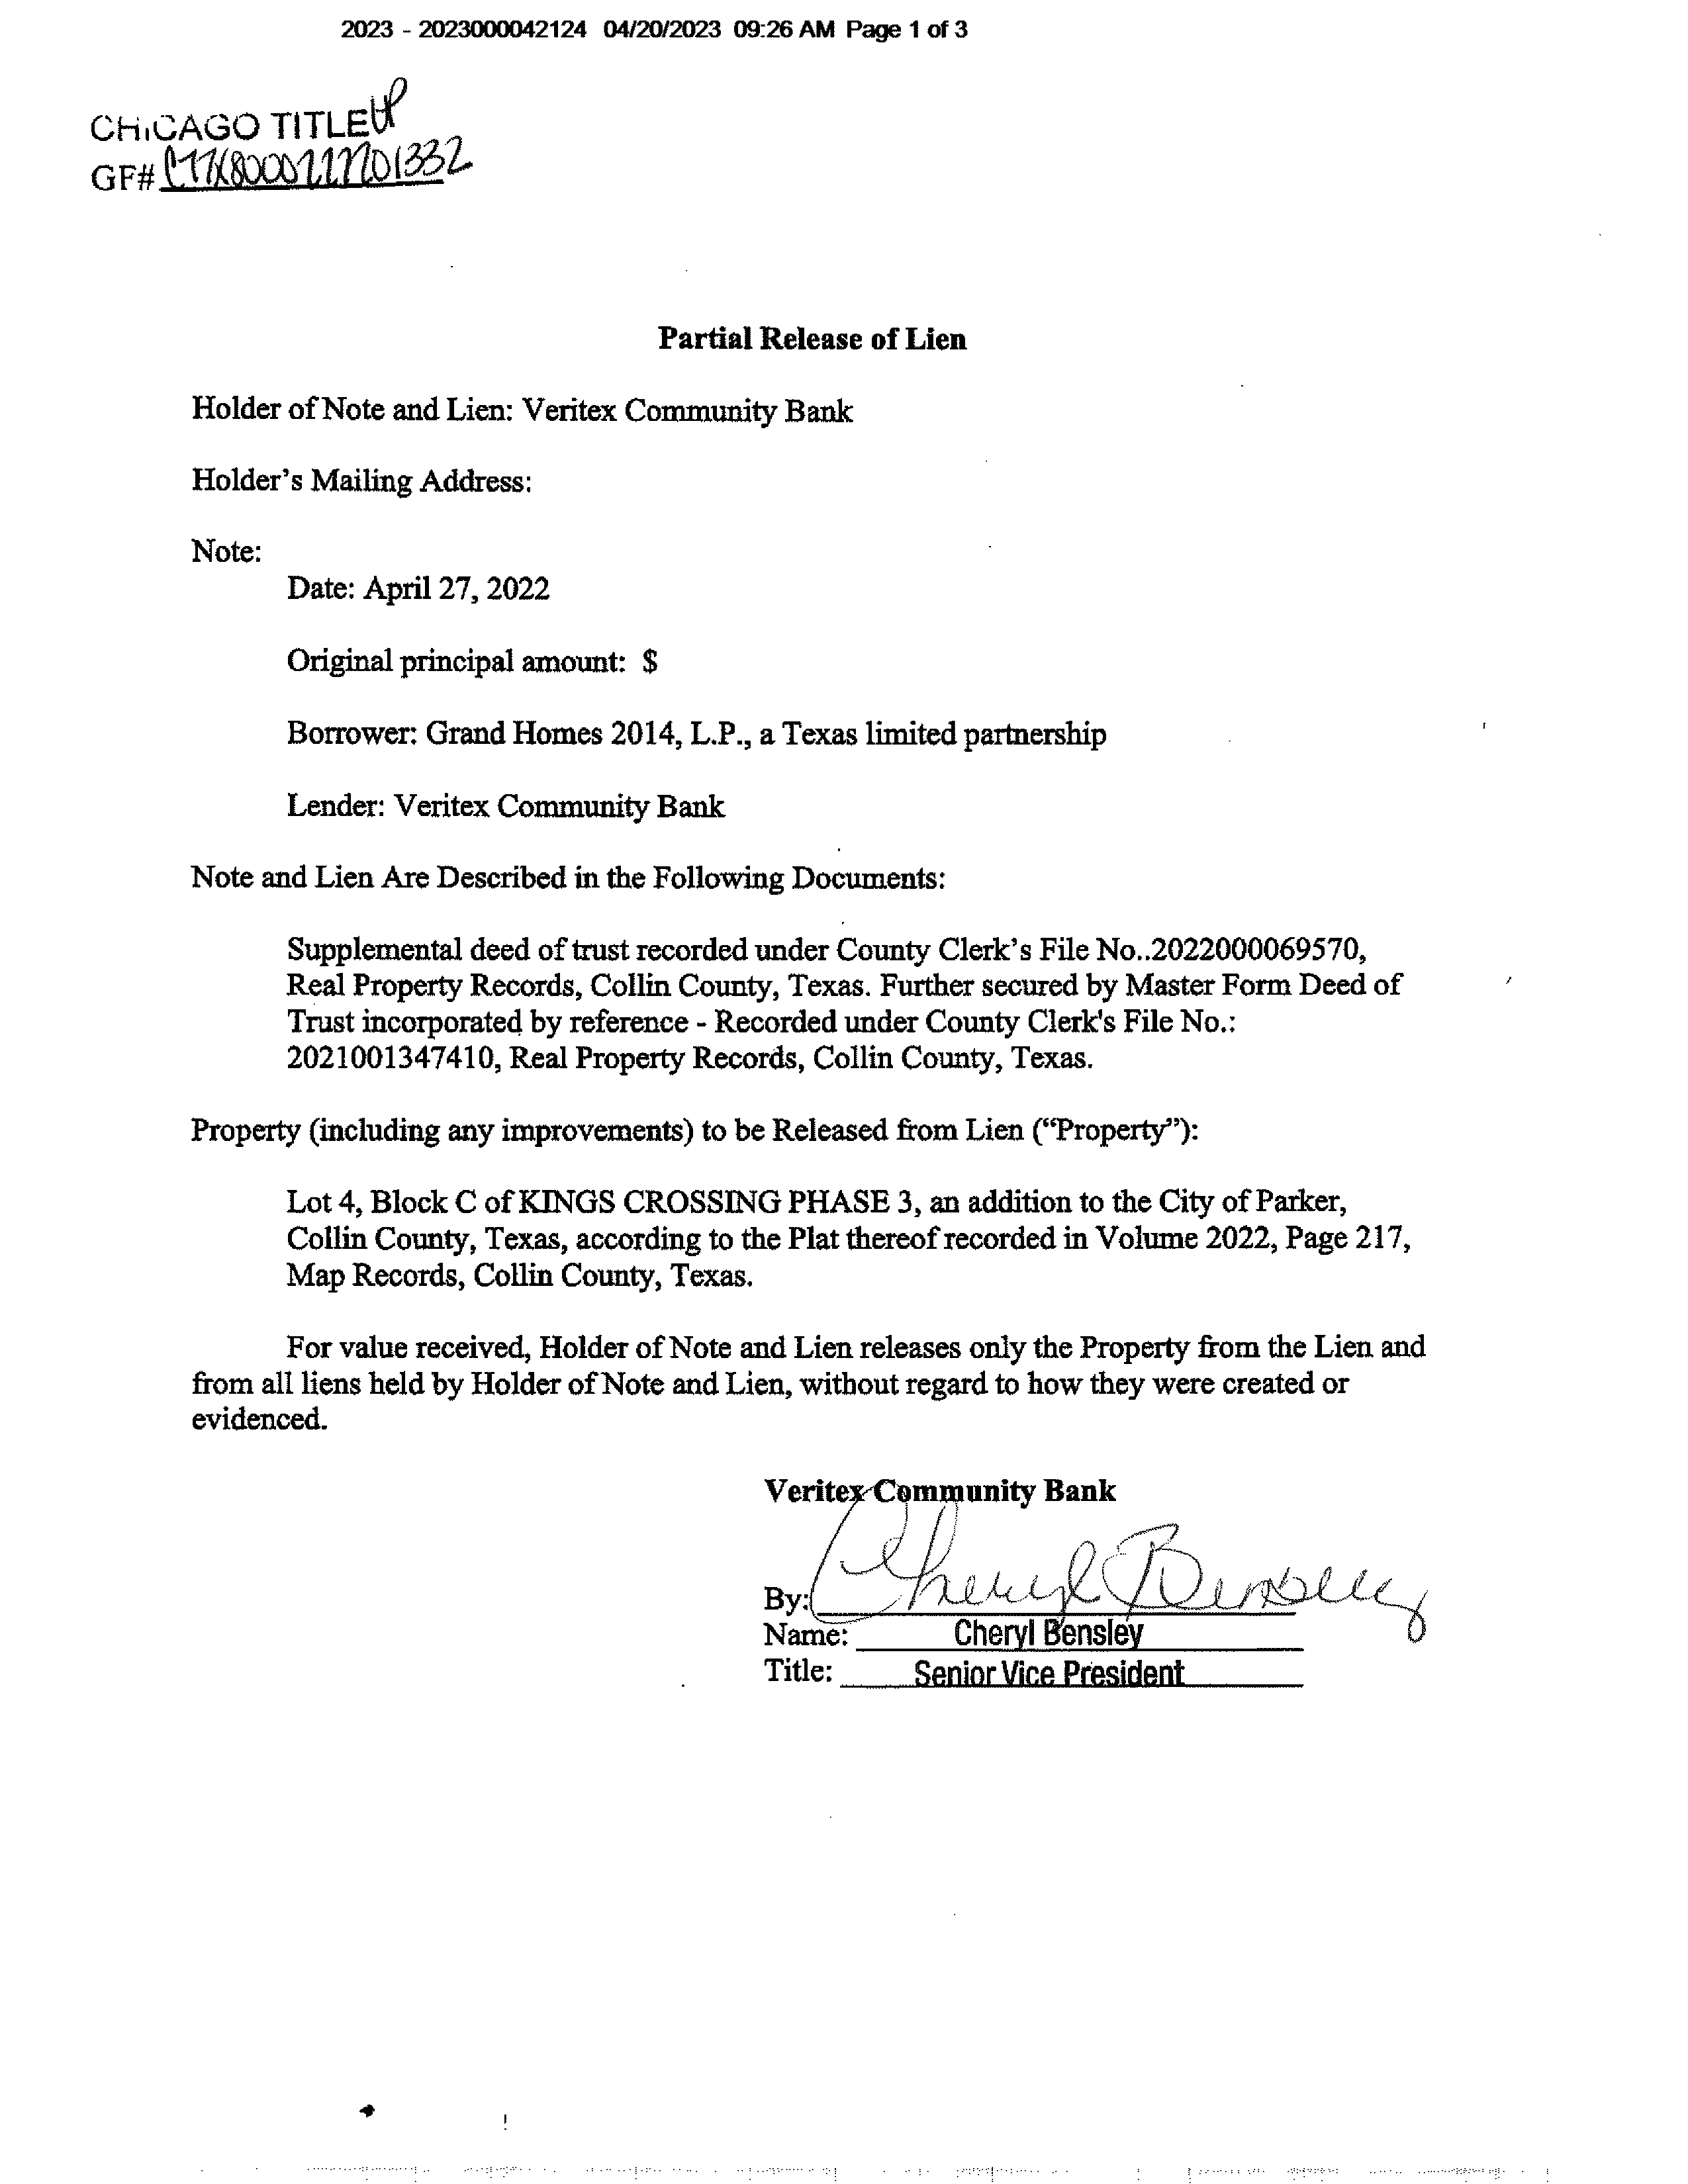 2023 - 2023000042124 04/20/2023 09:26 AM Page 1 of 3
CHICAGO TITLE
GF#
Partial Release of Lien
Holder of Note and Lien: Veritex Community Bank
Holder's Mailing Address:
Note:
Date: April 27, 2022
Original principal amount: $
Borrower: Grand Homes 2014, L.P., a Texas limited partnership
Lender: Veritex Community Bank
Note and Lien Are Described in the Following Documents:
Supplemental deed of trust recorded under County Clerk's File No..2022000069570,
Real Property Records, Collin County, Texas. Further secured by Master Form Deed of
Trust incorporated by reference - Recorded under County Clerk's File No.:
2021001347410, Real Property Records, Collin County, Texas.
Property (including any improvements) to be Released from Lien (“Property”):
Lot 4, Block C of KINGS CROSSING PHASE 3, an addition to the City of Parker,
Collin County, Texas, according to the Plat thereof recorded in Volume 2022, Page 217,
Map Records, Collin County, Texas.
For value received, Holder of Note and Lien releases only the Property from the Lien and
from all liens held by Holder of Note and Lien, without regard to how they were created or
evidenced.
Veritex Community Bank
By: Cheryl Bensley
Name: Cheryl Bensley
Title: Senior Vice President